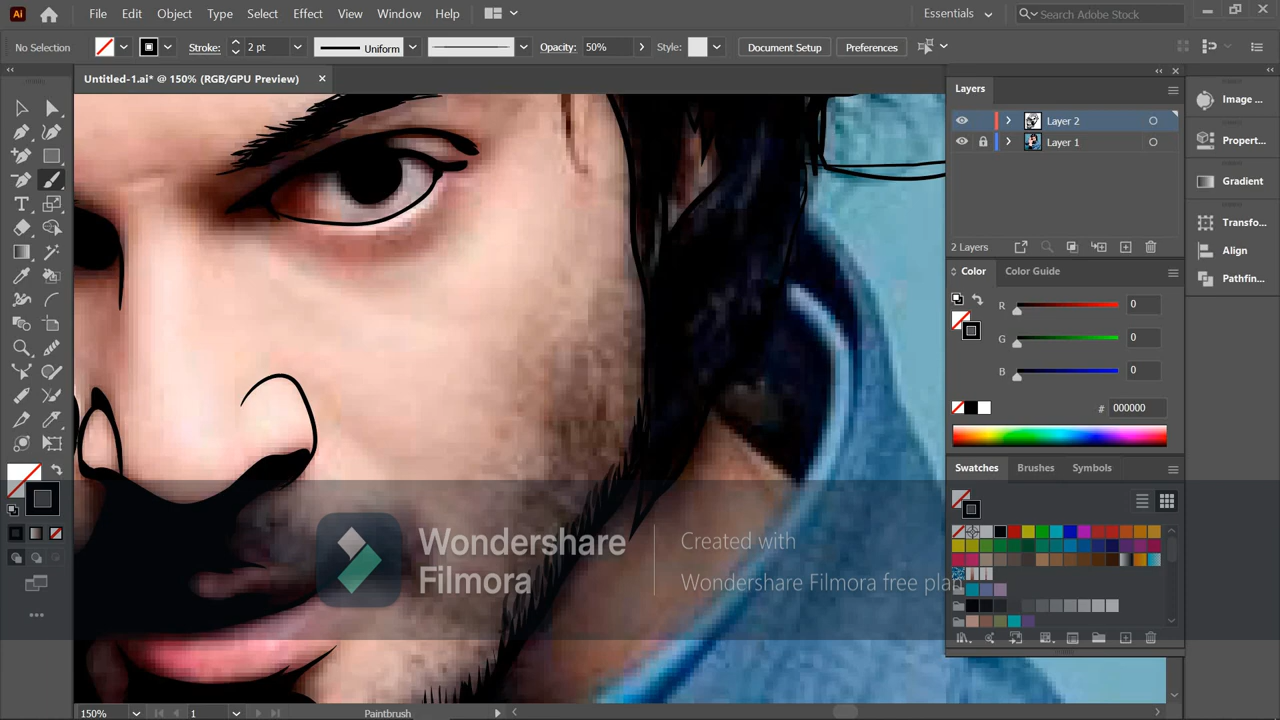 Ai
File Edit Object Type Select Effect View Window Help
Essentials
Search Adobe Stock
No Selection
Stroke: 2 pt
Uniform
Opacity: 50%
Style:
Document Setup
Preferences
Untitled-1.ai* @ 150% (RGB/GPU Preview) ×
Layers
Layer 2
Layer 1
2 Layers
Color Color Guide
R 0
G 0
B 0
# 000000
Swatches Brushes Symbols
Image ...
Propert...
Gradient
Transfo...
Align
Pathfin...
Wondershare
Filmora
Created with
Wondershare Filmora free plan
150%
1
Paintbrush